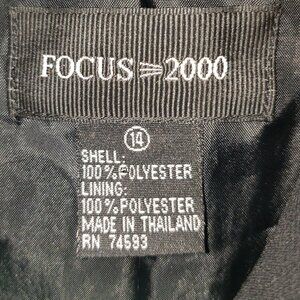 FOCUS 2000
14
SHELL:
100% POLYESTER
LINING:
100% POLYESTER
MADE IN THAILAND
RN 74593